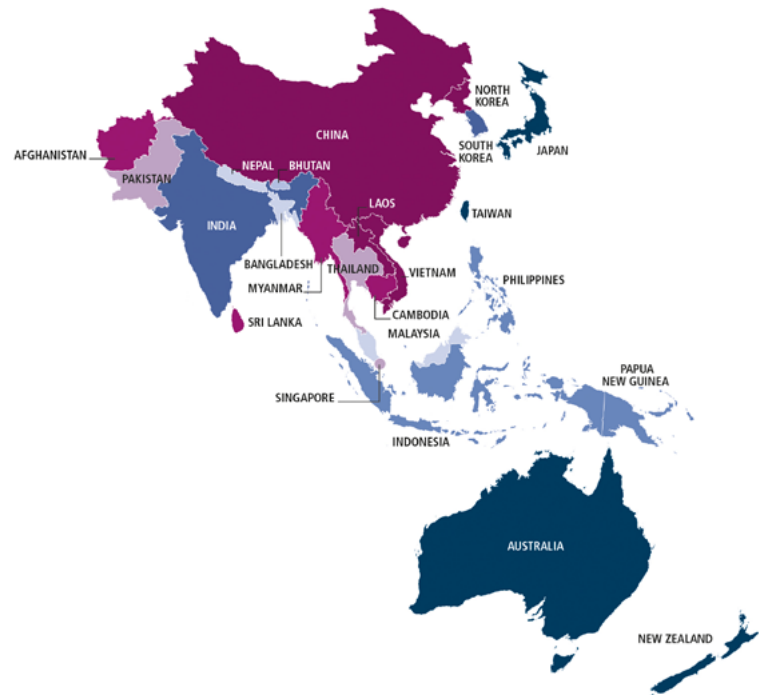 NORTH
KOREA
CHINA
SOUTH
KOREA
JAPAN
AFGHANISTAN
NEPAL
BHUTAN
PAKISTAN
LAOS
TAIWAN
INDIA
BANGLADESH
THAILAND
VIETNAM
PHILIPPINES
MYANMAR
CAMBODIA
SRI LANKA
MALAYSIA
PAPUA
NEW GUINEA
SINGAPORE
INDONESIA
AUSTRALIA
NEW ZEALAND